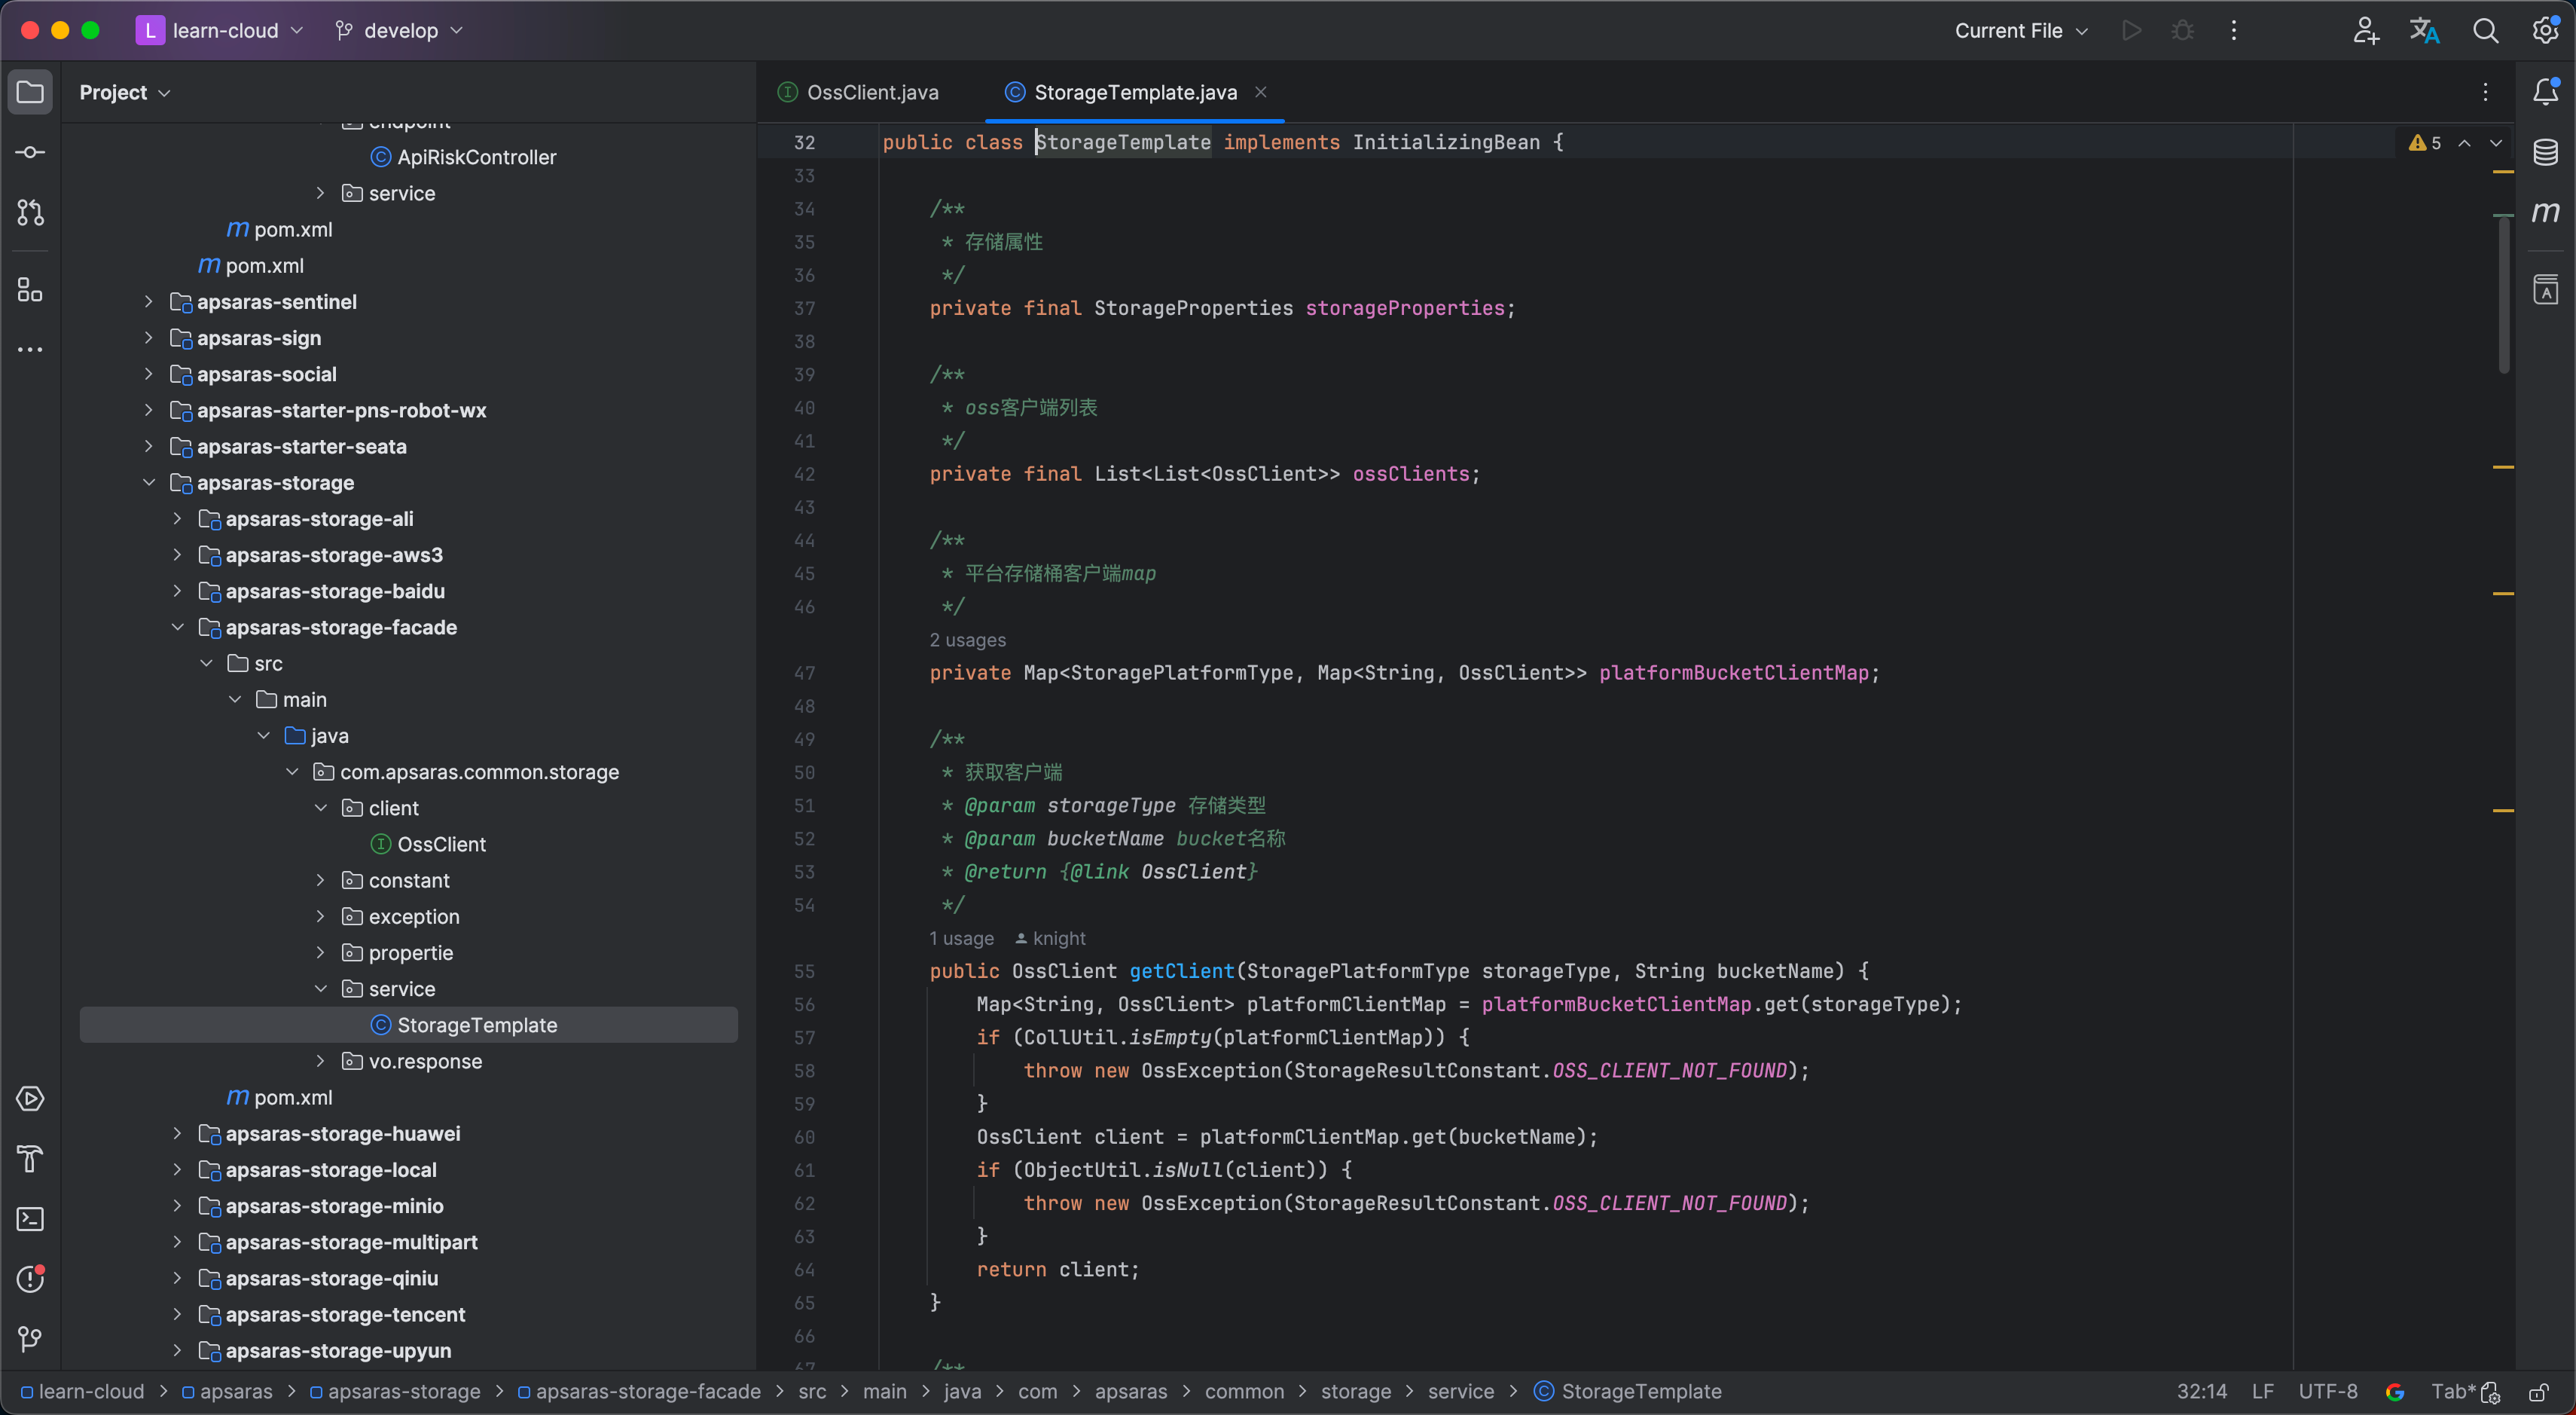 L learn-cloud develop Current File
Project
OssClient.java StorageTemplate.java
endpoint
ApiRiskController
service
pom.xml
pom.xml
apsaras-sentinel
apsaras-sign
apsaras-social
apsaras-starter-pns-robot-wx
apsaras-starter-seata
apsaras-storage
apsaras-storage-ali
apsaras-storage-aws3
apsaras-storage-baidu
apsaras-storage-facade
src
main
java
com.apsaras.common.storage
client
OssClient
constant
exception
propertie
service
StorageTemplate
vo.response
pom.xml
apsaras-storage-huawei
apsaras-storage-local
apsaras-storage-minio
apsaras-storage-multipart
apsaras-storage-qiniu
apsaras-storage-tencent
apsaras-storage-upyun
32 public class StorageTemplate implements InitializingBean {
5
33
34 /**
35 * 存储属性
36 */
37 private final StorageProperties storageProperties;
38
39 /**
40 * oss客户端列表
41 */
42 private final List<List<OssClient>> ossClients;
43
44 /**
45 * 平台存储桶客户端map
46 */
2 usages
47 private Map<StoragePlatformType, Map<String, OssClient>> platformBucketClientMap;
48
49 /**
50 * 获取客户端
51 * @param storageType 存储类型
52 * @param bucketName bucket名称
53 * @return {@link OssClient}
54 */
1 usage knight
55 public OssClient getClient(StoragePlatformType storageType, String bucketName) {
56 Map<String, OssClient> platformClientMap = platformBucketClientMap.get(storageType);
57 if (CollUtil.isEmpty(platformClientMap)) {
58 throw new OssException(StorageResultConstant.OSS_CLIENT_NOT_FOUND);
59 }
60 OssClient client = platformClientMap.get(bucketName);
61 if (ObjectUtil.isNull(client)) {
62 throw new OssException(StorageResultConstant.OSS_CLIENT_NOT_FOUND);
63 }
64 return client;
65 }
66
67 /**
learn-cloud > apsaras > apsaras-storage > apsaras-storage-facade > src > main > java > com > apsaras > common > storage > service > StorageTemplate
32:14 LF UTF-8 Tab*